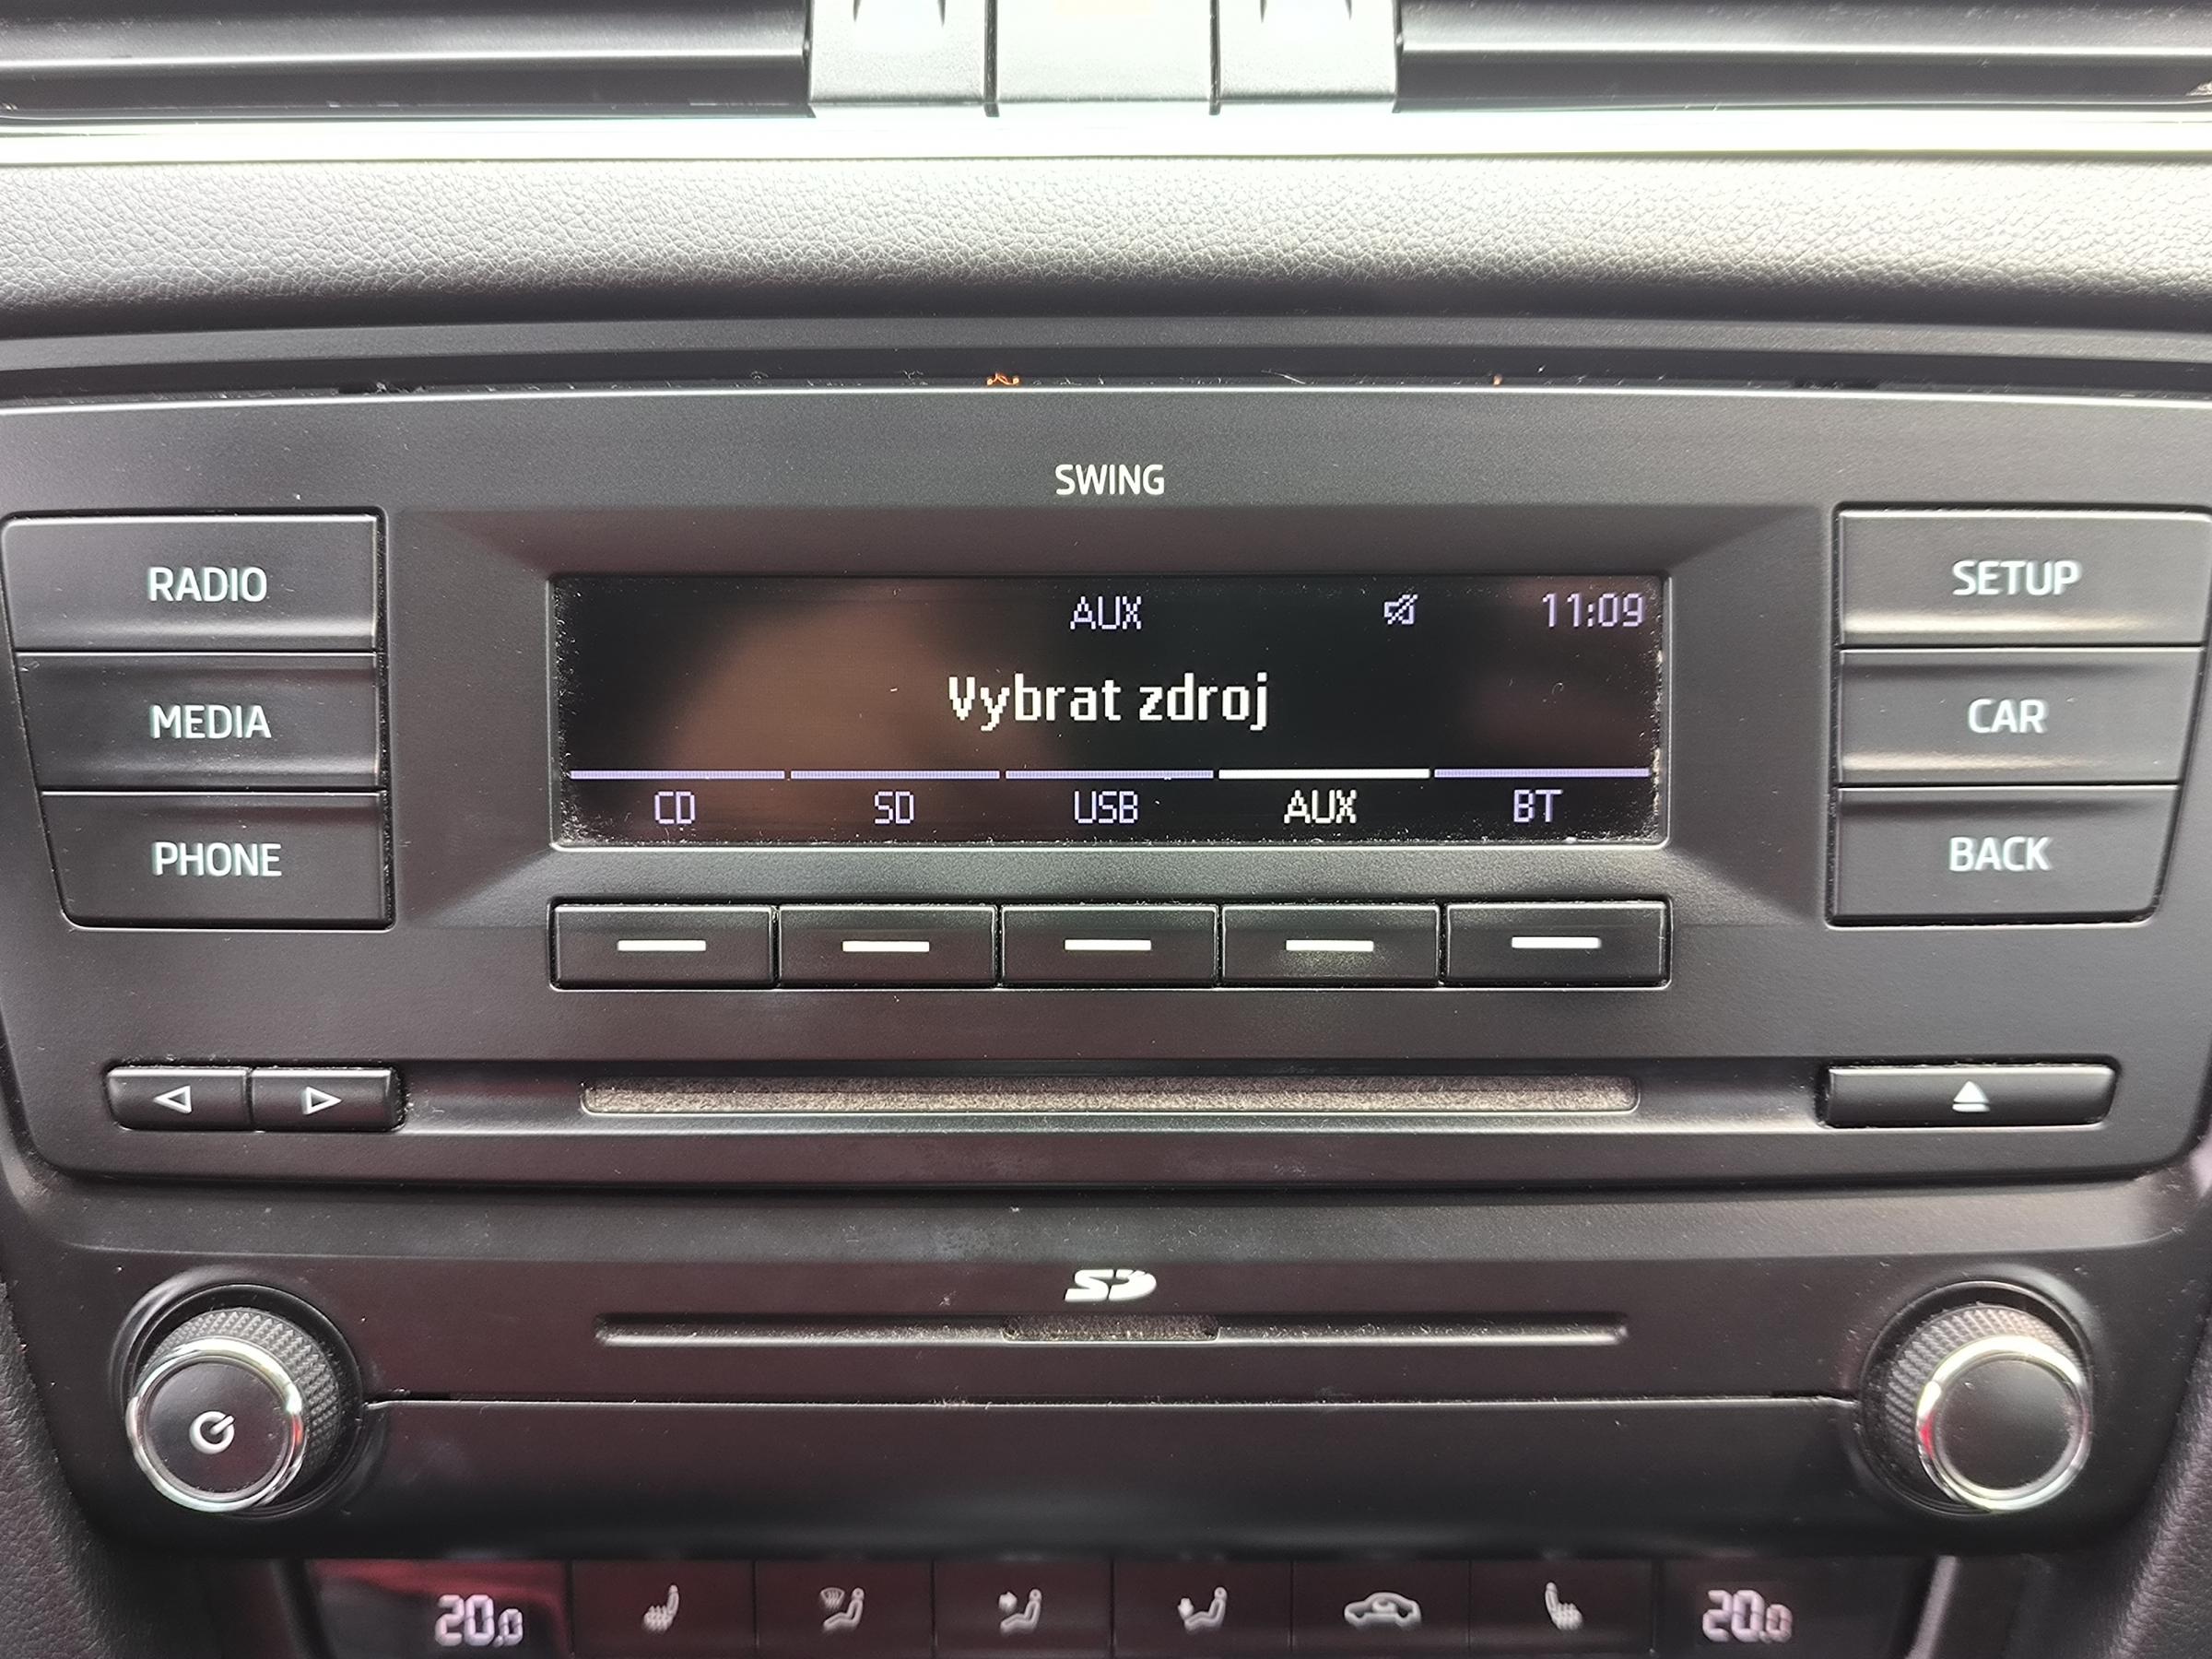 SWING
RADIO
MEDIA
PHONE
AUX 11:09
Vybrat zdroj
CD SD USB AUX BT
SETUP
CAR
BACK
SD
20.0 20.0